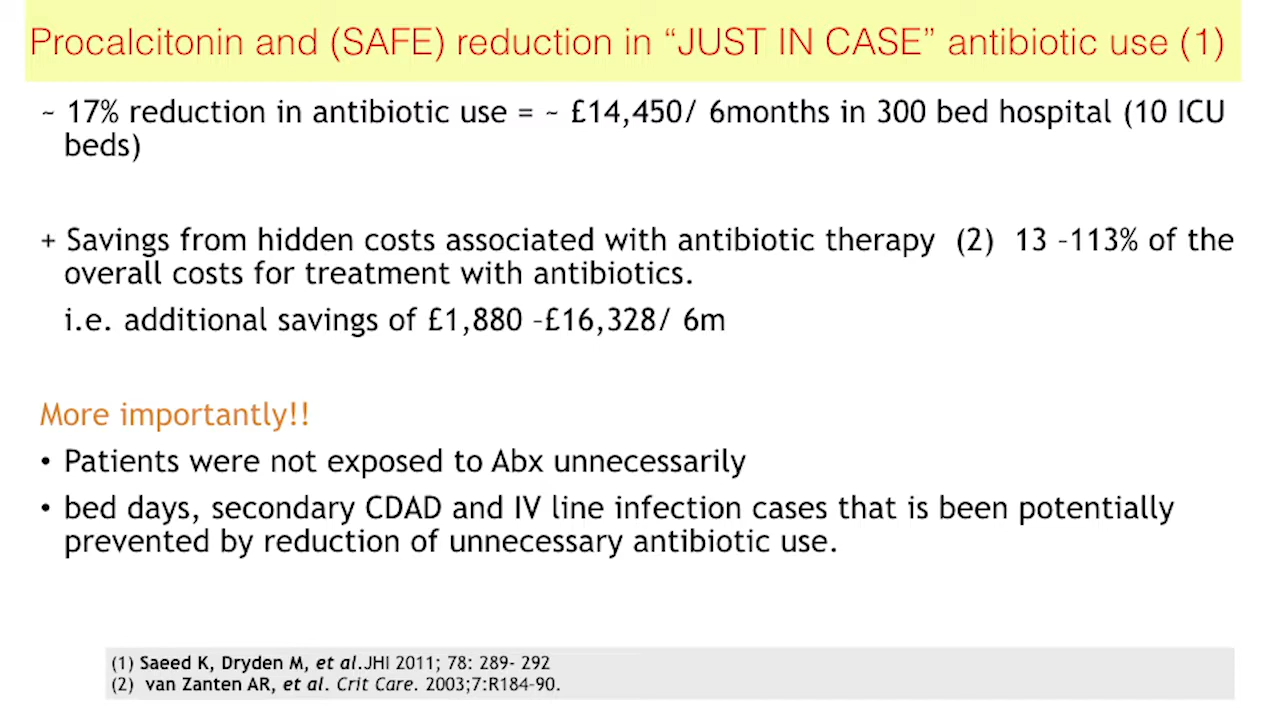 Procalcitonin and (SAFE) reduction in “JUST IN CASE” antibiotic use (1)
~ 17% reduction in antibiotic use = ~ £14,450/ 6months in 300 bed hospital (10 ICU
beds)
+ Savings from hidden costs associated with antibiotic therapy (2) 13 –113% of the
overall costs for treatment with antibiotics.
i.e. additional savings of £1,880 –£16,328/ 6m
More importantly!!
• Patients were not exposed to Abx unnecessarily
• bed days, secondary CDAD and IV line infection cases that is been potentially
prevented by reduction of unnecessary antibiotic use.
(1) Saeed K, Dryden M, et al.JHI 2011; 78: 289- 292
(2) van Zanten AR, et al. Crit Care. 2003;7:R184–90.